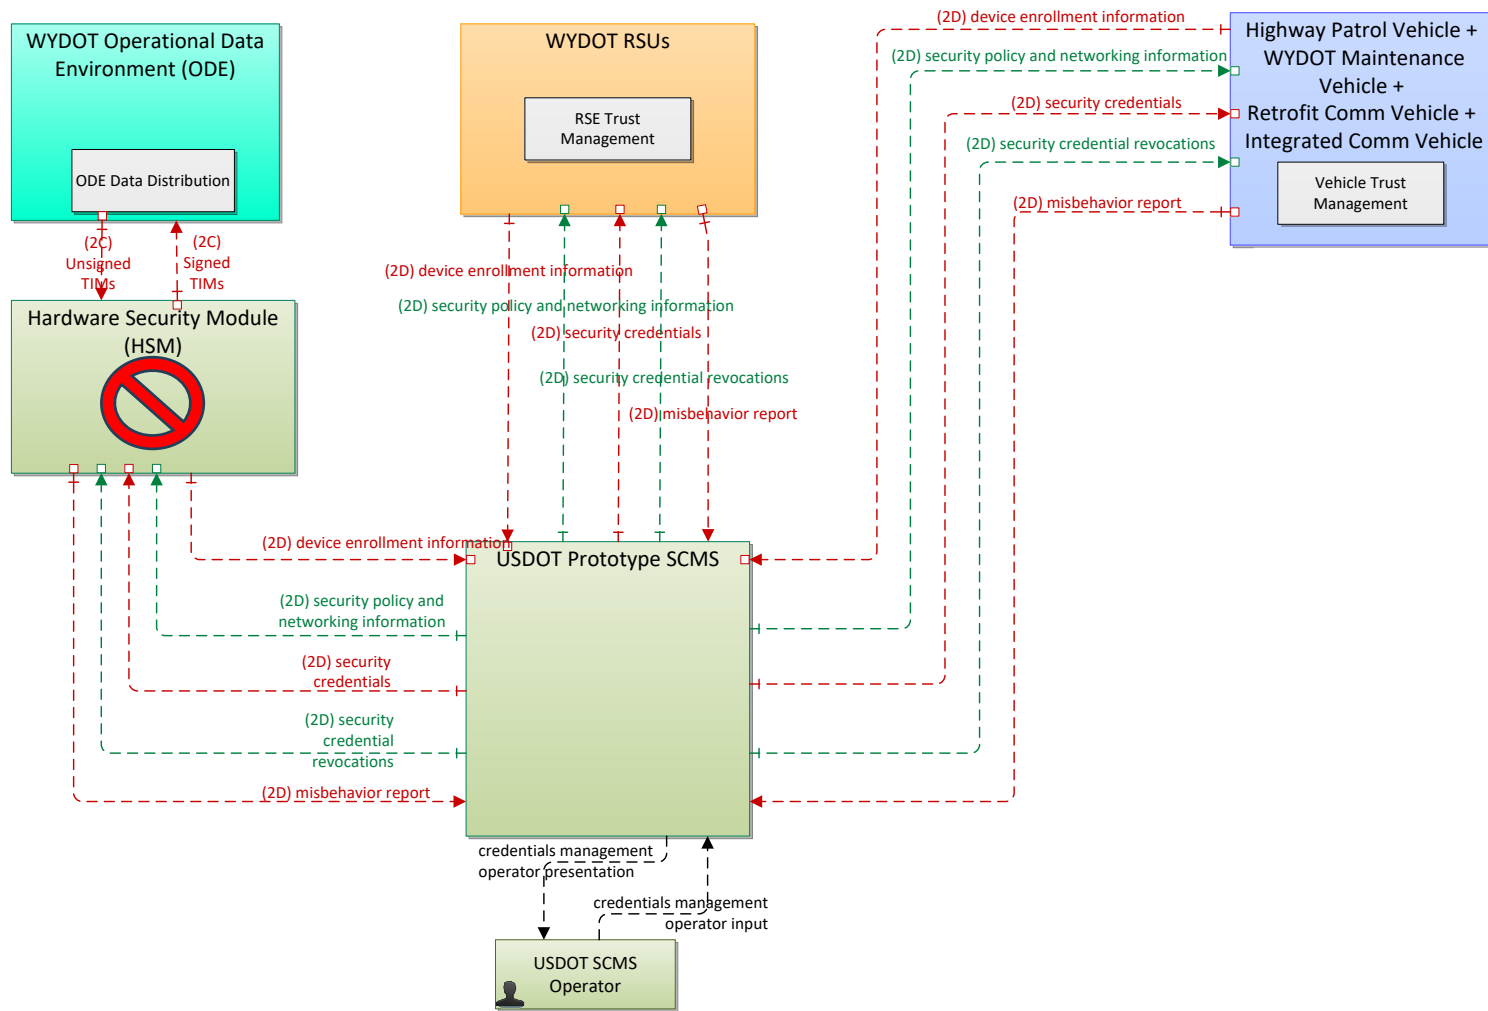 WYDOT Operational Data
Environment (ODE)
ODE Data Distribution
(2C)
Unsigned
TIMs
(2C)
Signed
TIMs
Hardware Security Module
(HSM)
WYDOT RSUs
RSE Trust
Management
(2D) device enrollment information
(2D) security policy and networking information
(2D) security credentials
(2D) security credential revocations
(2D) misbehavior report
(2D) device enrollment information
(2D) security policy and networking information
(2D) security credentials
(2D) security credential revocations
(2D) misbehavior report
Highway Patrol Vehicle +
WYDOT Maintenance
Vehicle +
Retrofit Comm Vehicle +
Integrated Comm Vehicle
Vehicle Trust
Management
(2D) device enrollment information
(2D) security policy and
networking information
(2D) security
credentials
(2D) security
credential
revocations
(2D) misbehavior report
USDOT Prototype SCMS
credentials management
operator presentation
credentials management
operator input
USDOT SCMS
Operator